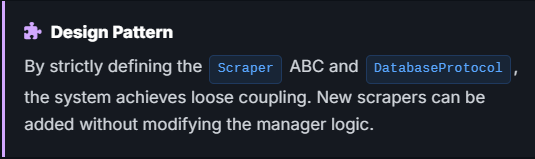 Design Pattern
By strictly defining the Scraper ABC and DatabaseProtocol,
the system achieves loose coupling. New scrapers can be
added without modifying the manager logic.